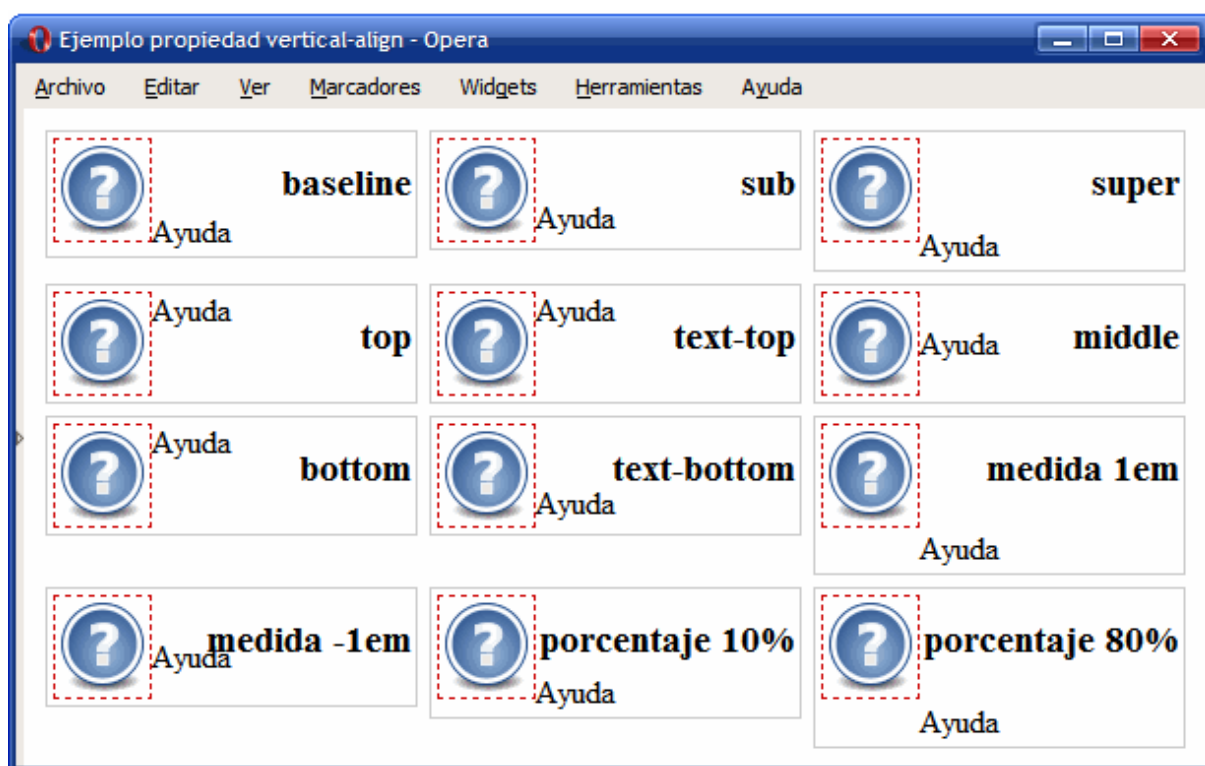 Ejemplo propiedad vertical-align - Opera
Archivo Editar Ver Marcadores Widgets Herramientas Ayuda
baseline
Ayuda
sub
Ayuda
super
Ayuda
Ayuda
top
Ayuda
text-top
Ayuda
middle
Ayuda
bottom
text-bottom
Ayuda
medida 1em
Ayuda
medida -1em
Ayuda
porcentaje 10%
Ayuda
porcentaje 80%
Ayuda